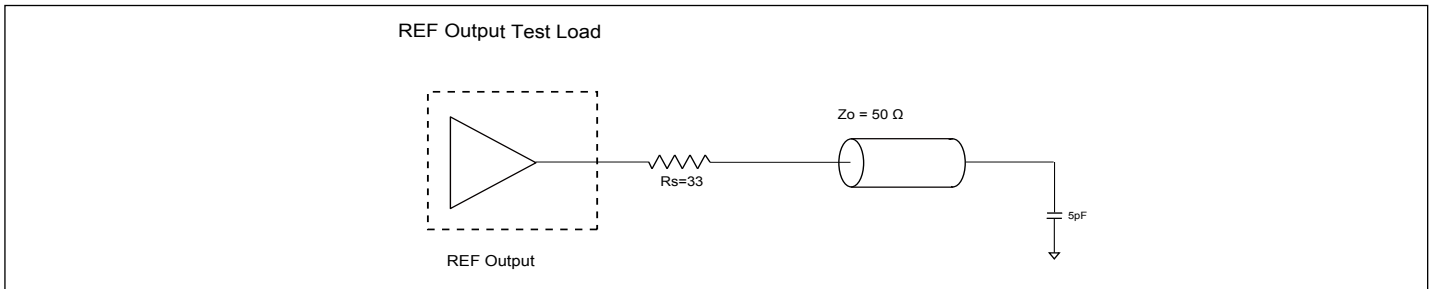 REF Output Test Load
Zo = 50 Ω
Rs=33
5pF
REF Output